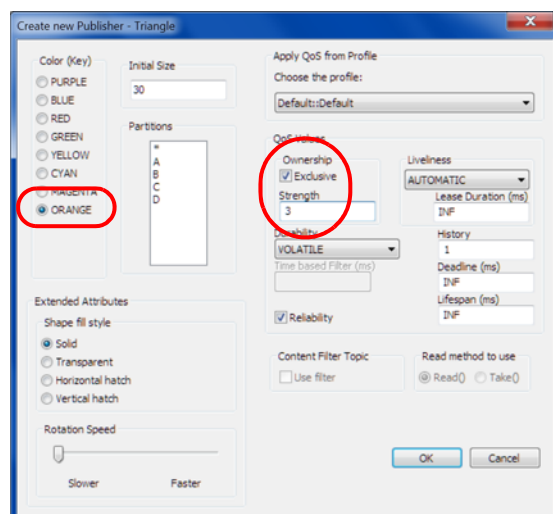 Create new Publisher - Triangle
Color (Key)
PURPLE
BLUE
RED
GREEN
YELLOW
CYAN
MAGENTA
ORANGE
Initial Size
30
Partitions
*
A
B
C
D
Extended Attributes
Shape fill style
Solid
Transparent
Horizontal hatch
Vertical hatch
Rotation Speed
Slower Faster
Apply QoS from Profile
Choose the profile:
Default::Default
QoS Values
Ownership
Exclusive
Strength
3
Liveliness
AUTOMATIC
Lease Duration (ms)
INF
Durability
VOLATILE
Time based Filter (ms)
Reliability
History
1
Deadline (ms)
INF
Lifespan (ms)
INF
Content Filter Topic
Use filter
Read method to use
Read() Take()
OK Cancel